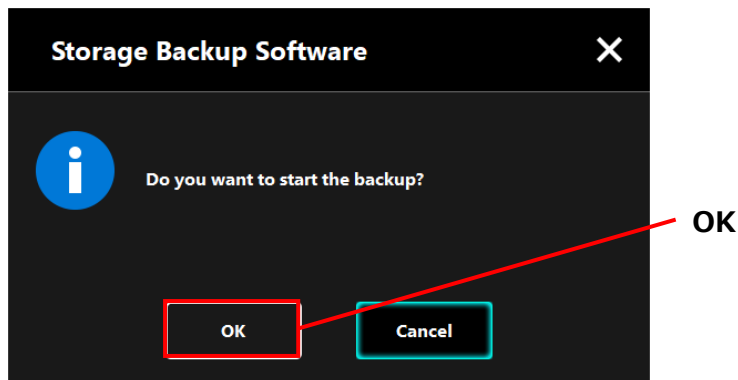 Storage Backup Software
Do you want to start the backup?
OK
OK
Cancel